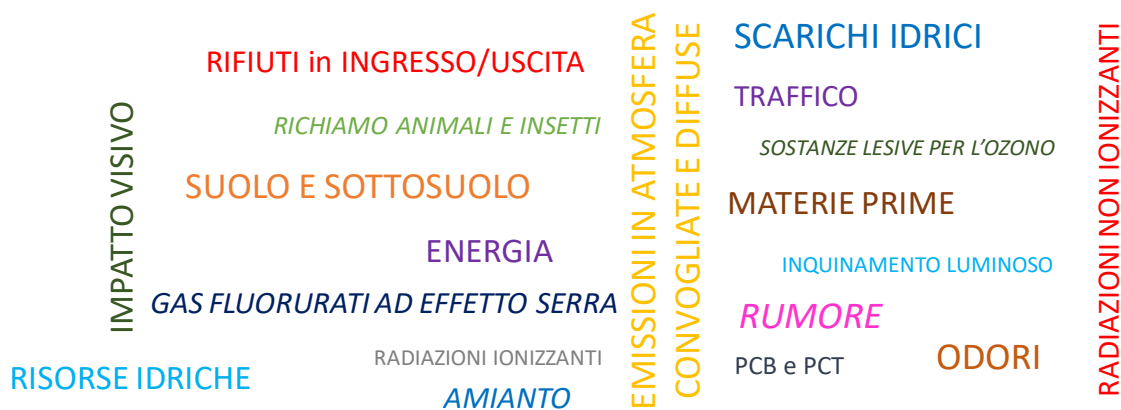 RIFIUTI in INGRESSO/USCITA
RICHIAMO ANIMALI E INSETTI
IMPATTO VISIVO
SUOLO E SOTTOSUOLO
ENERGIA
GAS FLUORURATI AD EFFETTO SERRA
RADIAZIONI IONIZZANTI
RISORSE IDRICHE
AMIANTO
EMISSIONI IN ATMOSFERA
CONVOGLIATE E DIFFUSE
SCARICHI IDRICI
TRAFFICO
SOSTANZE LESIVE PER L’OZONO
MATERIE PRIME
INQUINAMENTO LUMINOSO
RUMORE
PCB e PCT
ODORI
RADIAZIONI NON IONIZZANTI